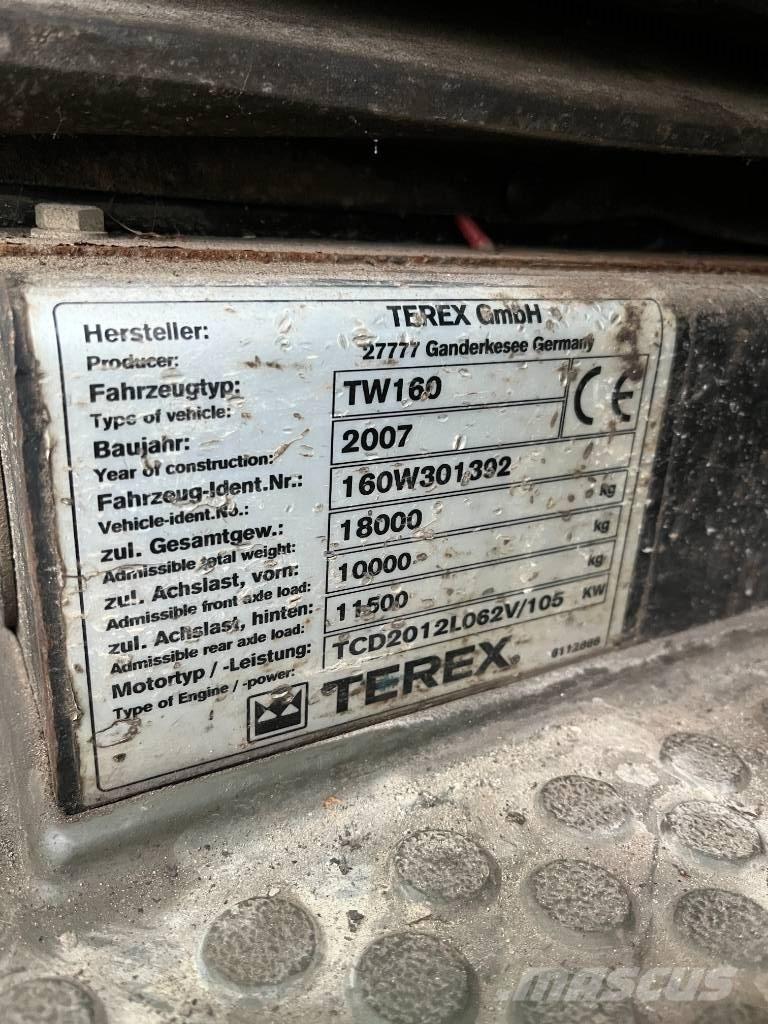 Hersteller: TEREX GmbH
Producer: 27777 Ganderkesee Germany
Fahrzeugtyp: TW160 CE
Type of vehicle:
Baujahr: 2007
Year of construction:
Fahrzeug-Ident.Nr.: 160W301392
Vehicle-ident.No.:
zul. Gesamtgew.: 18000 kg
Admissible total weight:
zul. Achslast, vorn: 10000 kg
Admissible front axle load:
zul. Achslast, hinten: 11500 kg
Admissible rear axle load:
Motortyp / -Leistung: TCD2012L062V/105 KW
Type of Engine / -power:
TEREX
MASCUS